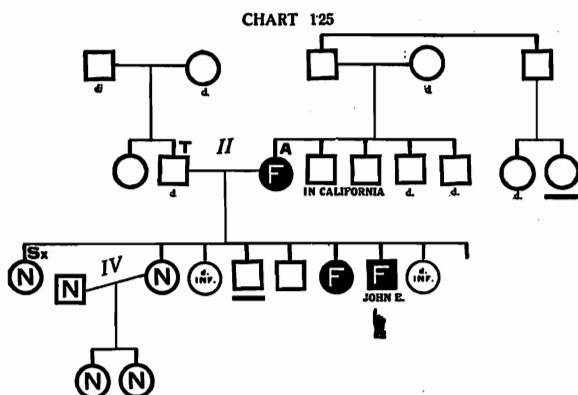 CHART 125
d. d. d.
T II A
F
d. IN CALIFORNIA d. d. d.
Sx IV
N N N d. INF. F F d. INF.
JOHN E.
N N